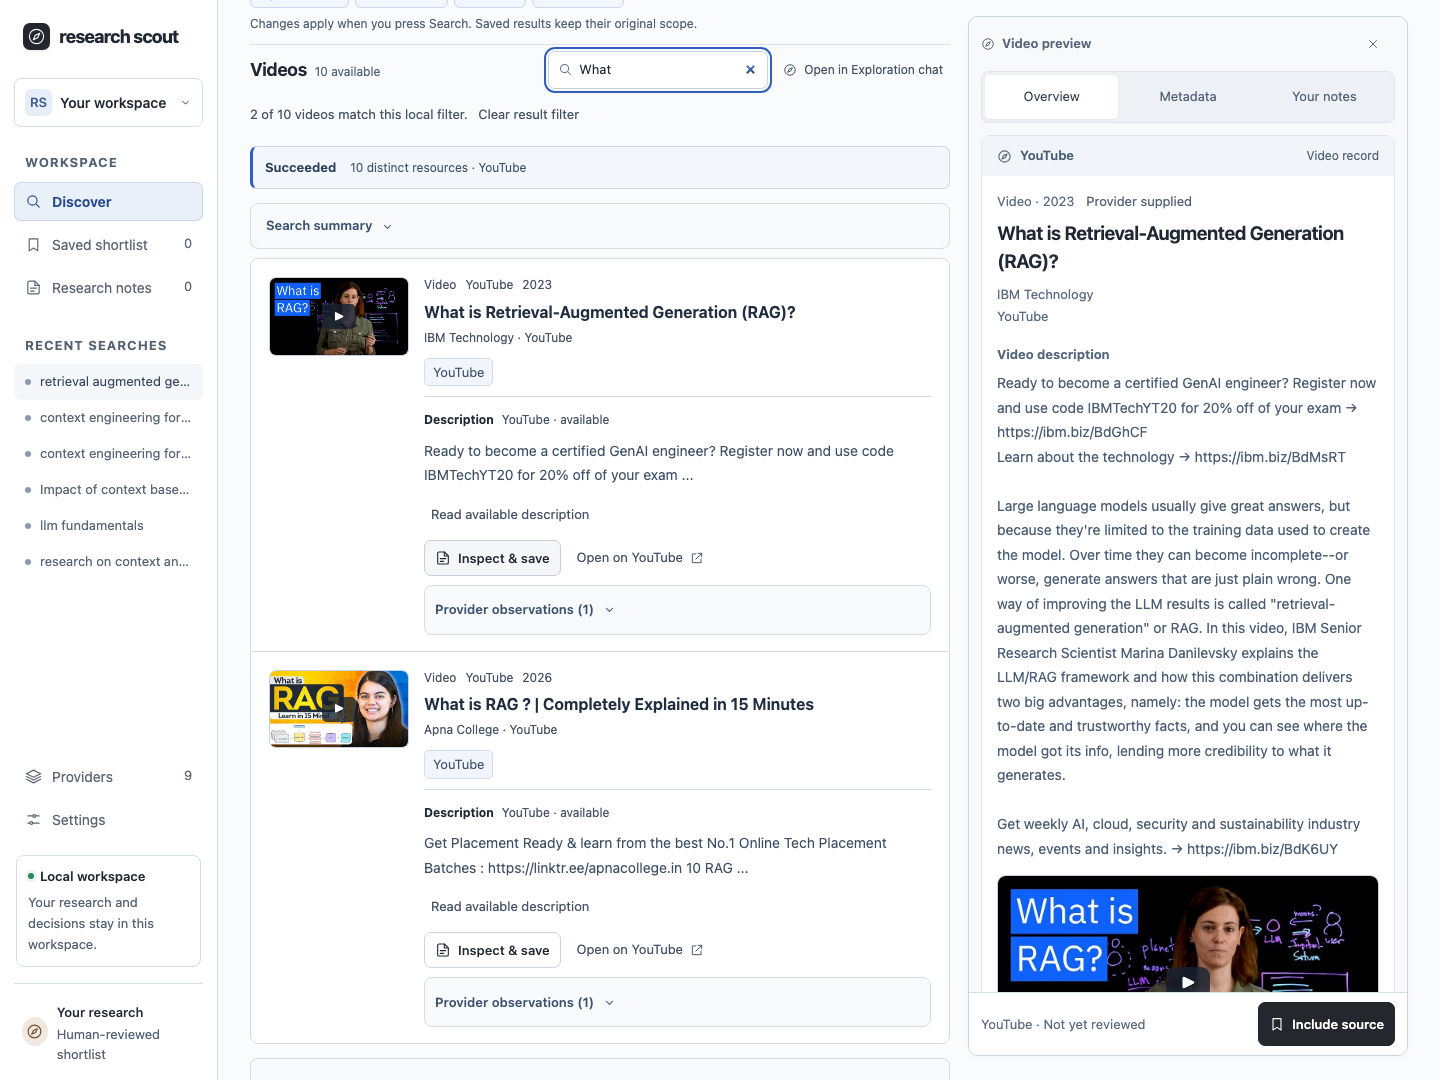 research scout
RS Your workspace
WORKSPACE
Discover
Saved shortlist 0
Research notes 0
RECENT SEARCHES
retrieval augmented ge...
context engineering for...
context engineering for...
Impact of context base...
llm fundamentals
research on context an...
Providers 9
Settings
Local workspace
Your research and
decisions stay in this
workspace.
Your research
Human-reviewed
shortlist
Changes apply when you press Search. Saved results keep their original scope.
Videos 10 available
What
Open in Exploration chat
2 of 10 videos match this local filter. Clear result filter
Succeeded 10 distinct resources · YouTube
Search summary
What is
RAG?
Video YouTube 2023
What is Retrieval-Augmented Generation (RAG)?
IBM Technology · YouTube
YouTube
Description YouTube · available
Ready to become a certified GenAI engineer? Register now and use code
IBMTechYT20 for 20% off of your exam ...
Read available description
Inspect & save Open on YouTube
Provider observations (1)
What is
RAG
Learn in 15 Min
Video YouTube 2026
What is RAG ? | Completely Explained in 15 Minutes
Apna College · YouTube
YouTube
Description YouTube · available
Get Placement Ready & learn from the best No.1 Online Tech Placement
Batches : https://linktr.ee/apnacollege.in 10 RAG ...
Read available description
Inspect & save Open on YouTube
Provider observations (1)
Video preview
Overview Metadata Your notes
YouTube Video record
Video · 2023 Provider supplied
What is Retrieval-Augmented Generation
(RAG)?
IBM Technology
YouTube
Video description
Ready to become a certified GenAI engineer? Register now
and use code IBMTechYT20 for 20% off of your exam →
https://ibm.biz/BdGhCF
Learn about the technology → https://ibm.biz/BdMsRT
Large language models usually give great answers, but
because they're limited to the training data used to create
the model. Over time they can become incomplete--or
worse, generate answers that are just plain wrong. One
way of improving the LLM results is called "retrieval-
augmented generation" or RAG. In this video, IBM Senior
Research Scientist Marina Danilevsky explains the
LLM/RAG framework and how this combination delivers
two big advantages, namely: the model gets the most up-
to-date and trustworthy facts, and you can see where the
model got its info, lending more credibility to what it
generates.
Get weekly AI, cloud, security and sustainability industry
news, events and insights. → https://ibm.biz/BdK6UY
What is
RAG?
planet
moons
LLM
moons?
LLM
user
Saturn
YouTube · Not yet reviewed
Include source